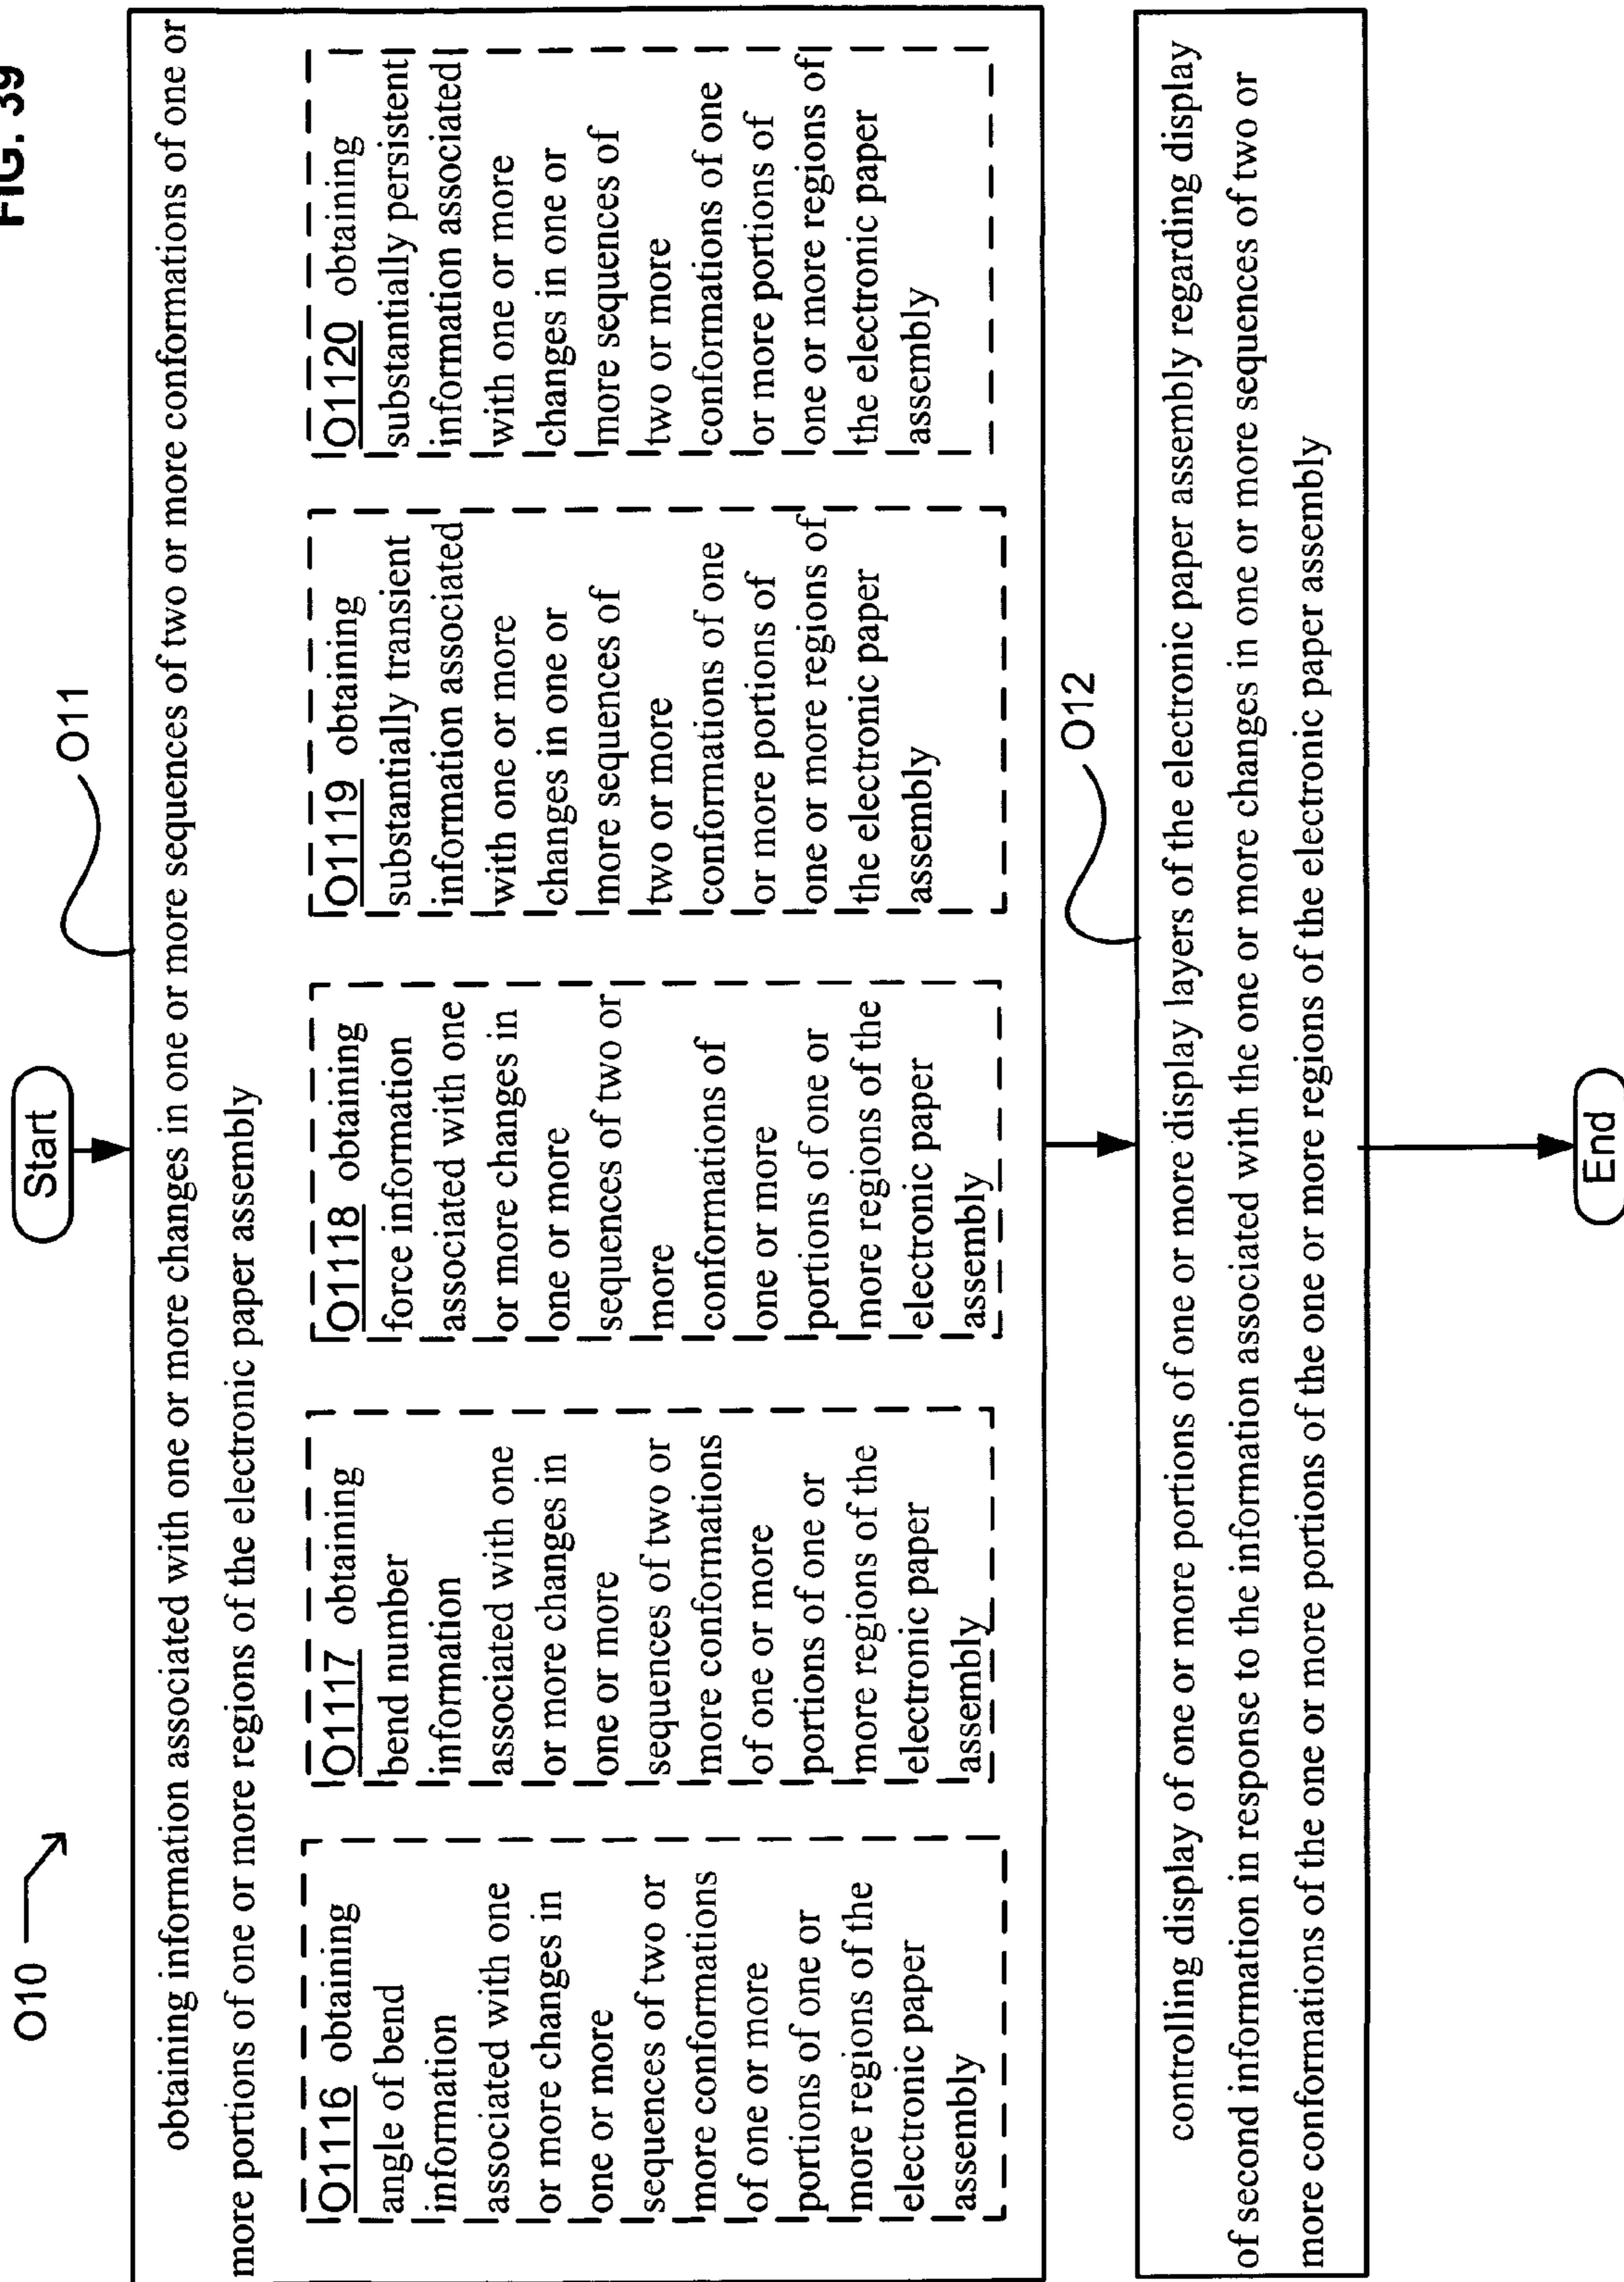 FIG. 39
O10
Start
O11
obtaining information associated with one or more changes in one or more sequences of two or more conformations of one or
more portions of one or more regions of the electronic paper assembly
O1116 obtaining
angle of bend
information
associated with one
or more changes in
one or more
sequences of two or
more conformations
of one or more
portions of one or
more regions of the
electronic paper
assembly
O1117 obtaining
bend number
information
associated with one
or more changes in
one or more
sequences of two or
more conformations
of one or more
portions of one or
more regions of the
electronic paper
assembly
O1118 obtaining
force information
associated with one
or more changes in
one or more
sequences of two or
more
conformations of
one or more
portions of one or
more regions of the
electronic paper
assembly
O1119 obtaining
substantially transient
information associated
with one or more
changes in one or
more sequences of
two or more
conformations of one
or more portions of
one or more regions of
the electronic paper
assembly
O1120 obtaining
substantially persistent
information associated
with one or more
changes in one or
more sequences of
two or more
conformations of one
or more portions of
one or more regions of
the electronic paper
assembly
O12
controlling display of one or more portions of one or more display layers of the electronic paper assembly regarding display
of second information in response to the information associated with the one or more changes in one or more sequences of two or
more conformations of the one or more portions of the one or more regions of the electronic paper assembly
End